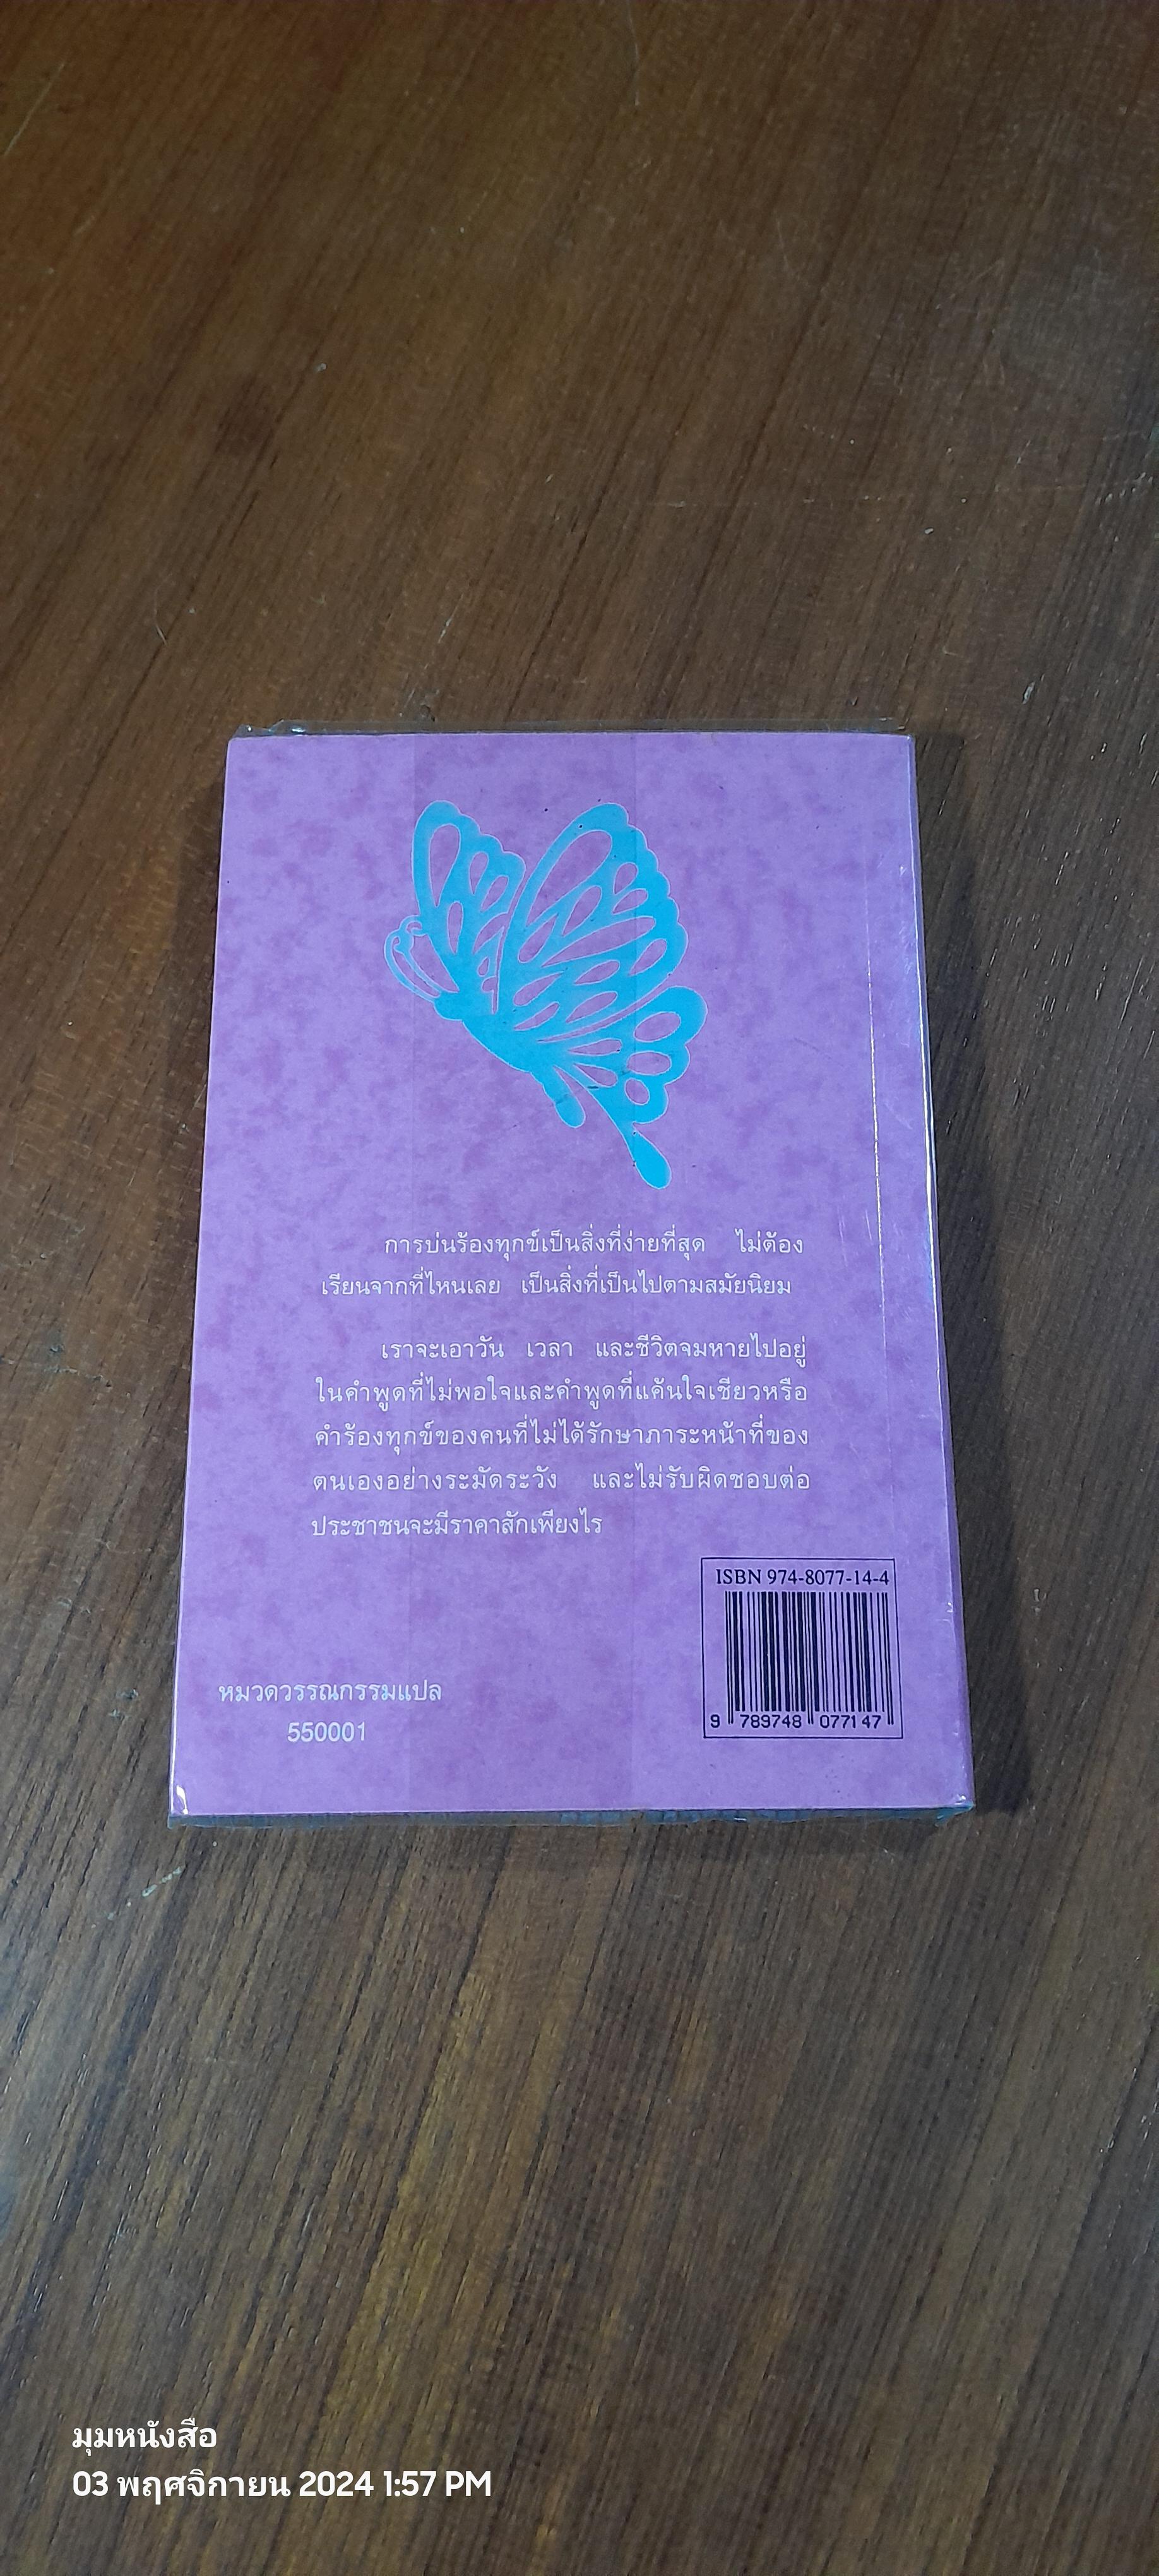 การบ่นร้องทุกข์เป็นสิ่งที่ง่ายที่สุด ไม่ต้อง
เรียนจากที่ไหนเลย เป็นสิ่งที่เป็นไปตามสมัยนิยม
เราจะเอาวัน เวลา และชีวิตจมหายไปอยู่
ในคำพูดที่ไม่พอใจและคำพูดที่แค้นใจเชียวหรือ
คำร้องทุกข์ของคนที่ไม่ได้รักษาภาระหน้าที่ของ
ตนเองอย่างระมัดระวัง และไม่รับผิดชอบต่อ
ประชาชนจะมีราคาสักเพียงไร
ISBN 974-8077-14-4
9 789748 077147
หมวดวรรณกรรมแปล
550001
มุมหนังสือ
03 พฤศจิกายน 2024 1:57 PM